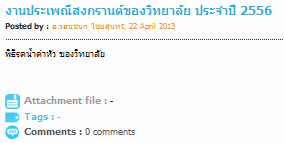 งานประเพณีสงกรานต์ของวิทยาลัย ประจำปี 2556
Posted by : 22 April 2013
พิธีรดน้ำดำหัว ของวิทยาลัย
Attachment file : -
Tags : -
Comments : 0 comments